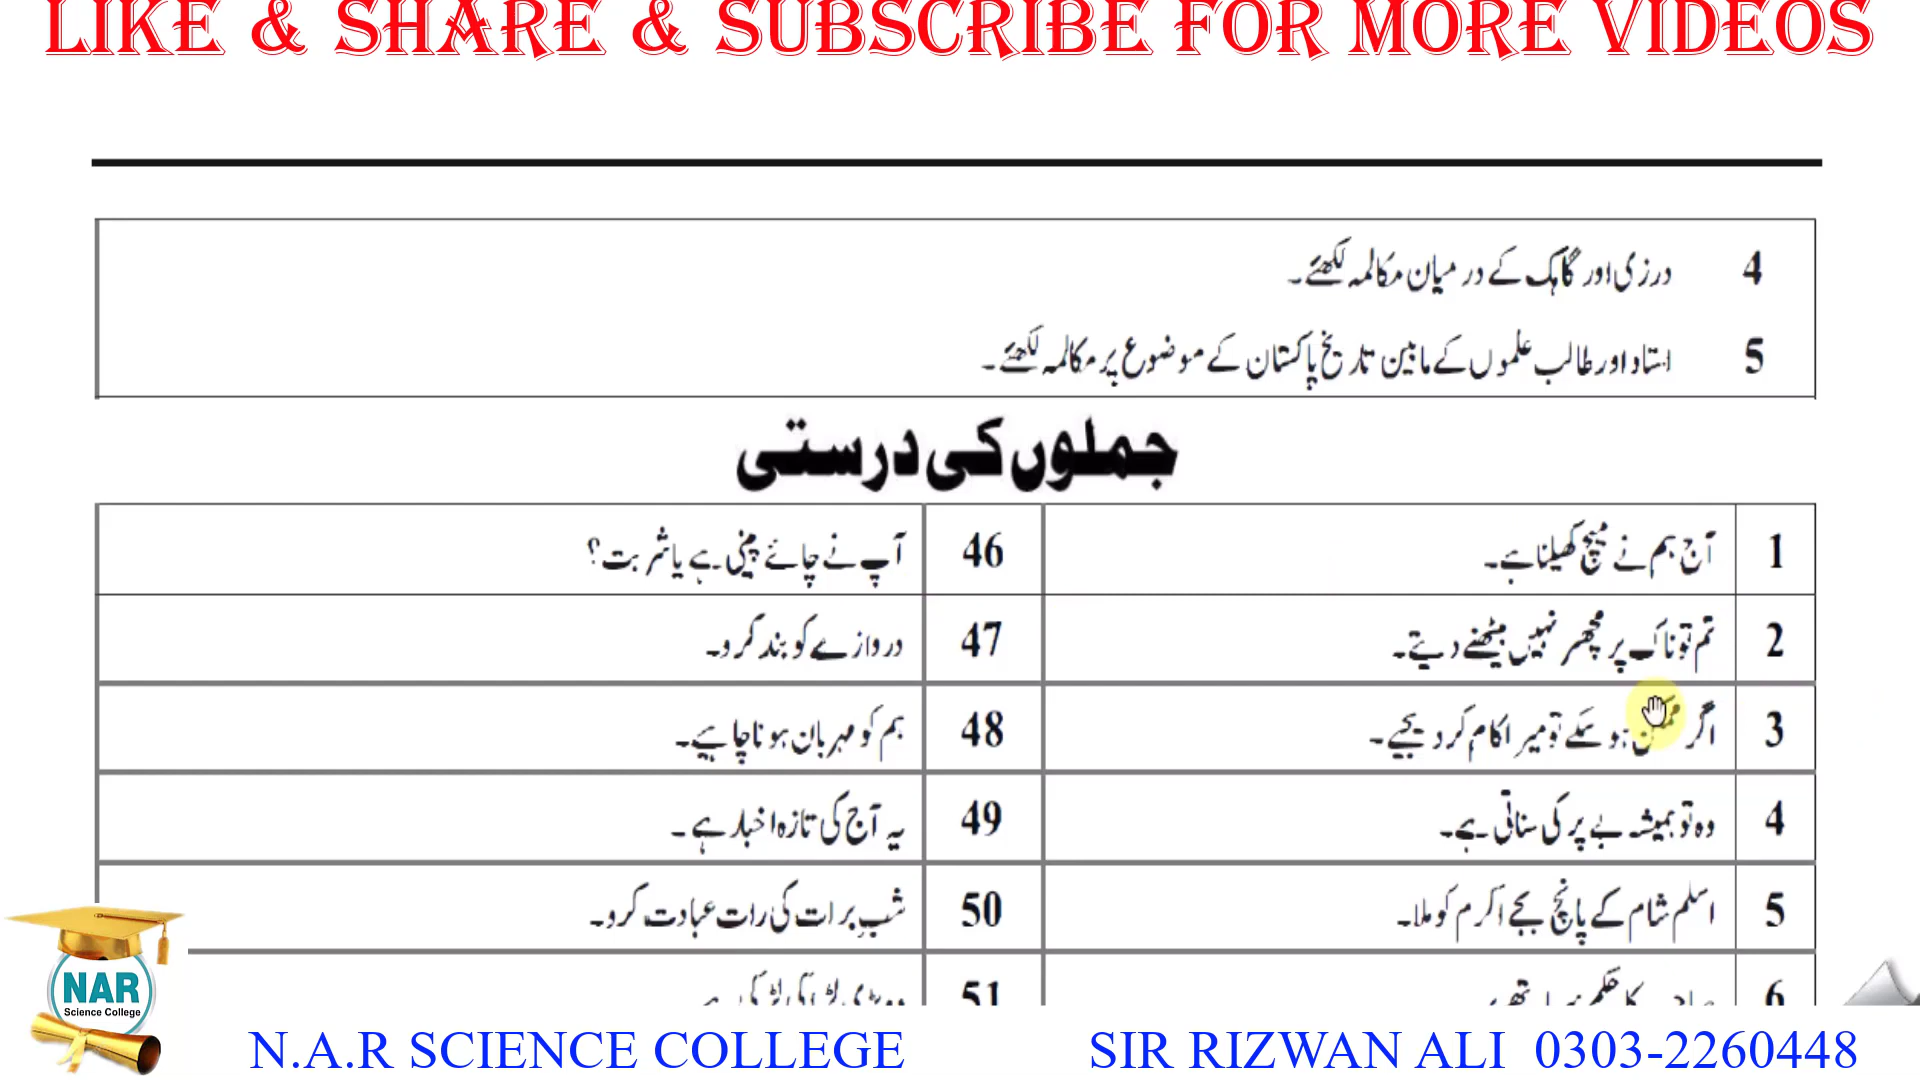 LIKE & SHARE & SUBSCRIBE FOR MORE VIDEOS
4 درزی اور گاہک کے درمیان مکالمہ لکھئے۔
5 استاد اور طالب علموں کے مابین تاریخ پاکستان کے موضوع پر مکالمہ لکھئے۔
جملوں کی درستی
1 آج ہم نے میچ کھیلنا ہے۔ 46 آپ نے چائے پینی ہے یا شربت؟
2 تم تو ناک پر مچھر نہیں بیٹھنے دیتے۔ 47 دروازے کو بند کرو۔
3 اگر ممکن ہو سکے تو میرا کام کر دیجیے۔ 48 ہم کو مہربان ہونا چاہیے۔
4 وہ تو ہمیشہ بے پر کی سناتی ہے۔ 49 یہ آج کی تازہ اخبار ہے۔
5 اسلم شام کے پانچ بجے اکرم کو ملا۔ 50 شبِ برات کی رات عبادت کرو۔
6 51
NAR
Science College
N.A.R SCIENCE COLLEGE SIR RIZWAN ALI 0303-2260448